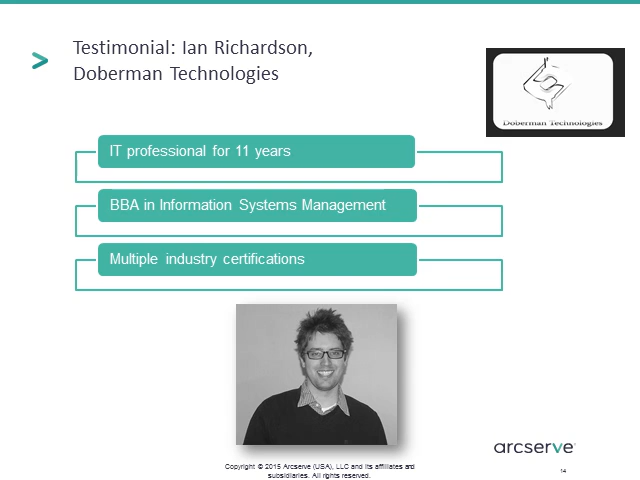 Testimonial: Ian Richardson,
Doberman Technologies
Doberman Technologies
IT professional for 11 years
BBA in Information Systems Management
Multiple industry certifications
arcserve
Copyright © 2015 Arcserve (USA), LLC and its affiliates and
subsidiaries. All rights reserved.
14